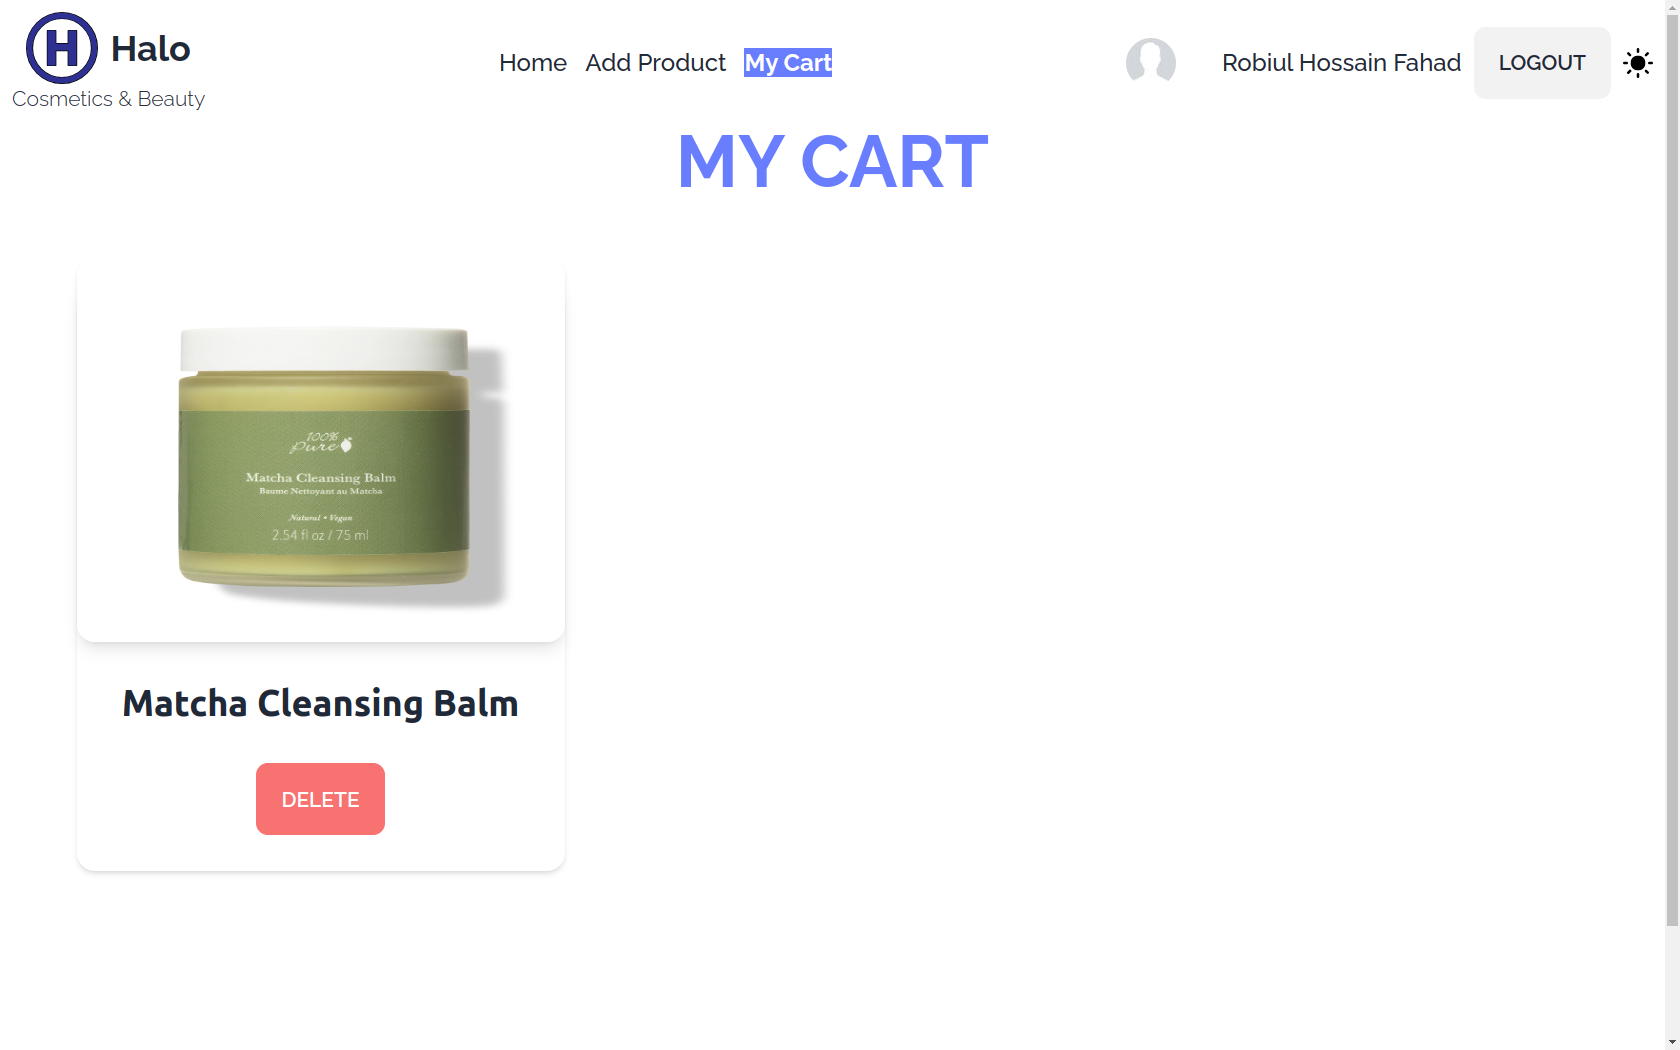 H Halo
Cosmetics & Beauty
Home Add Product My Cart
Robiul Hossain Fahad LOGOUT
MY CART
100%
pure
Matcha Cleansing Balm
Baume Nettoyant au Matcha
Natural • Vegan
2.54 fl oz / 75 ml
Matcha Cleansing Balm
DELETE